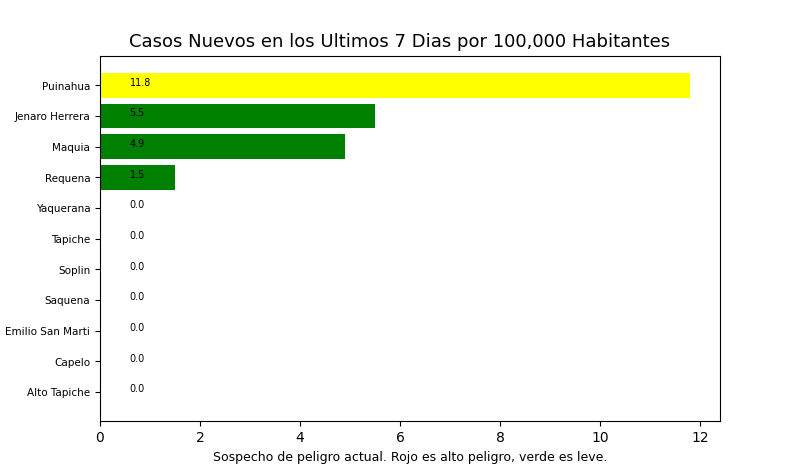 Casos Nuevos en los Ultimos 7 Dias por 100,000 Habitantes
Puinahua 11.8
Jenaro Herrera 5.5
Maquia 4.9
Requena 1.5
Yaquerana 0.0
Tapiche 0.0
Soplin 0.0
Saquena 0.0
Emilio San Marti 0.0
Capelo 0.0
Alto Tapiche 0.0
0 2 4 6 8 10 12
Sospecho de peligro actual. Rojo es alto peligro, verde es leve.